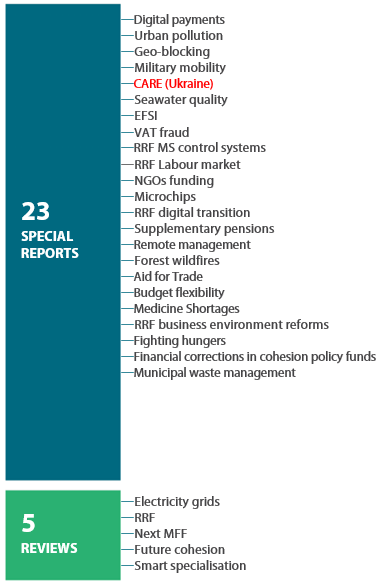 23
SPECIAL
REPORTS
Digital payments
Urban pollution
Geo-blocking
Military mobility
CARE (Ukraine)
Seawater quality
EFSI
VAT fraud
RRF MS control systems
RRF Labour market
NGOs funding
Microchips
RRF digital transition
Supplementary pensions
Remote management
Forest wildfires
Aid for Trade
Budget flexibility
Medicine Shortages
RRF business environment reforms
Fighting hungers
Financial corrections in cohesion policy funds
Municipal waste management
5
REVIEWS
Electricity grids
RRF
Next MFF
Future cohesion
Smart specialisation